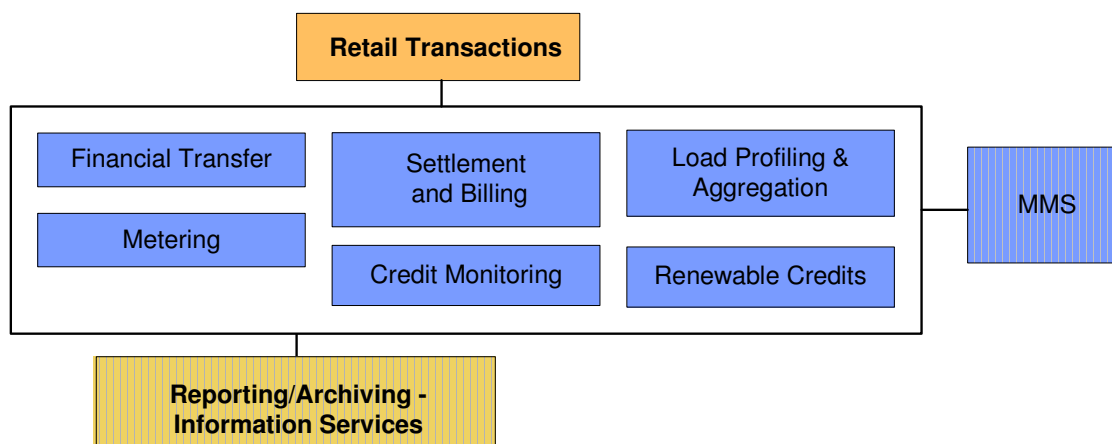 Retail Transactions
Financial Transfer
Settlement
and Billing
Load Profiling &
Aggregation
MMS
Metering
Credit Monitoring
Renewable Credits
Reporting/Archiving -
Information Services